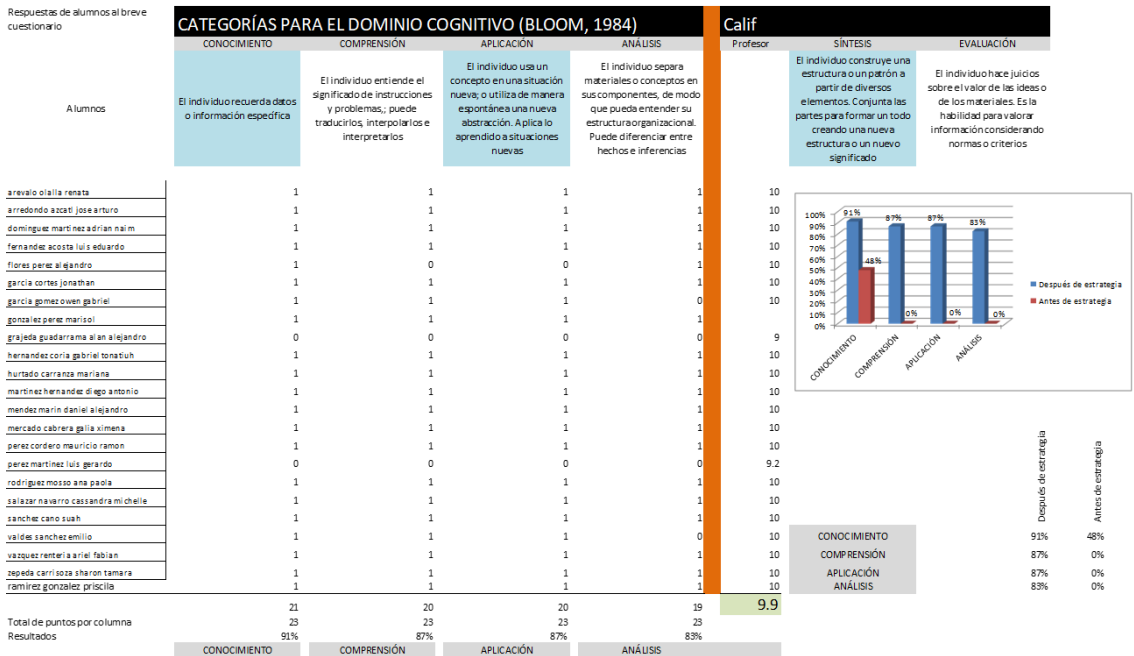 Respuestas de alumnos al breve
cuestionario
CATEGORÍAS PARA EL DOMINIO COGNITIVO (BLOOM, 1984)
Calif
CONOCIMIENTO COMPRENSIÓN APLICACIÓN ANÁLISIS Profesor SÍNTESIS EVALUACIÓN
Alumnos
El individuo recuerda datos
o información específica
El individuo entiende el
significado de instrucciones
y problemas,; puede
traducirlos, interpolarlos e
interpretarlos
El individuo usa un
concepto en una situación
nueva; o utiliza de manera
espontánea una nueva
abstracción. Aplica lo
aprendido a situaciones
nuevas
El individuo separa
materiales o conceptos en
sus componentes, de modo
que pueda entender su
estructura organizacional.
Puede diferenciar entre
hechos e inferencias
El individuo construye una
estructura o un patrón a
partir de diversos
elementos. Conjunta las
partes para formar un todo
creando una nueva
estructura o un nuevo
significado
El individuo hace juicios
sobre el valor de las ideas o
de los materiales. Es la
habilidad para valorar
información considerando
normas o criterios
arevalo olalla renata 1 1 1 1 10
arredondo azcatl jose arturo 1 1 1 1 10
dominguez martinez adrian naim 1 1 1 1 10
fernandez acosta luis eduardo 1 1 1 1 10
flores perez alejandro 1 0 0 1 10
garcia cortes jonathan 1 1 1 1 10
garcia gomez owen gabriel 1 1 1 0 10
gonzalez perez marisol 1 1 1 1
grajeda guadarrama alan alejandro 0 0 0 0 9
hernandez coria gabriel tonatiuh 1 1 1 1 10
hurtado carranza mariana 1 1 1 1 10
martinez hernandez diego antonio 1 1 1 1 10
mendez marin daniel alejandro 1 1 1 1 10
mercado cabrera galia ximena 1 1 1 1 10
perez cordero mauricio ramon 1 1 1 1 10
perez martinez luis gerardo 0 0 0 0 9.2
rodriguez mosso ana paola 1 1 1 1 10
salazar navarro cassandra michelle 1 1 1 1 10
sanchez cano suah 1 1 1 1 10
valdes sanchez emilio 1 1 1 0 10
vazquez renteria ariel fabian 1 1 1 1 10
zepeda carrisoza sharon tamara 1 1 1 1 10
ramirez gonzalez priscila 1 1 1 1 10
21 20 20 19 9.9
Total de puntos por columna 23 23 23 23
Resultados 91% 87% 87% 83%
CONOCIMIENTO COMPRENSIÓN APLICACIÓN ANÁLISIS
100%
90%
80%
70%
60%
50%
40%
30%
20%
10%
0%
91% 87% 87% 83%
48% 0% 0% 0%
CONOCIMIENTO COMPRENSIÓN APLICACIÓN ANÁLISIS
Después de estrategia
Antes de estrategia
Después de estrategia Antes de estrategia
CONOCIMIENTO 91% 48%
COMPRENSIÓN 87% 0%
APLICACIÓN 87% 0%
ANÁLISIS 83% 0%